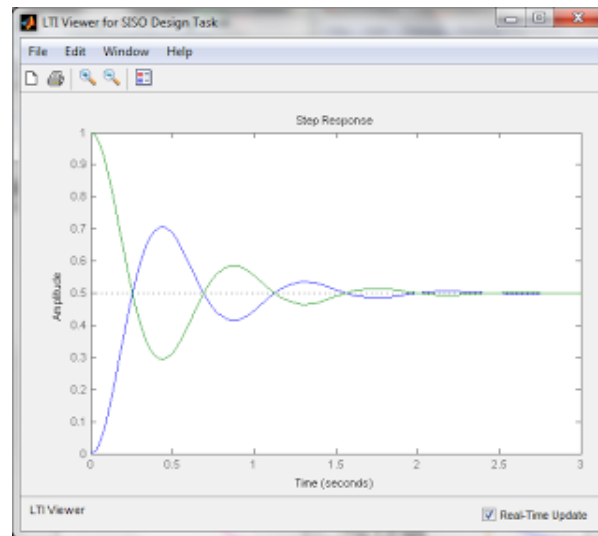 LTI Viewer for SISO Design Task
File Edit Window Help
Step Response
1
0.9
0.8
0.7
0.6
0.5
0.4
0.3
0.2
0.1
0
Amplitude
0 0.5 1 1.5 2 2.5 3
Time (seconds)
LTI Viewer
Real-Time Update